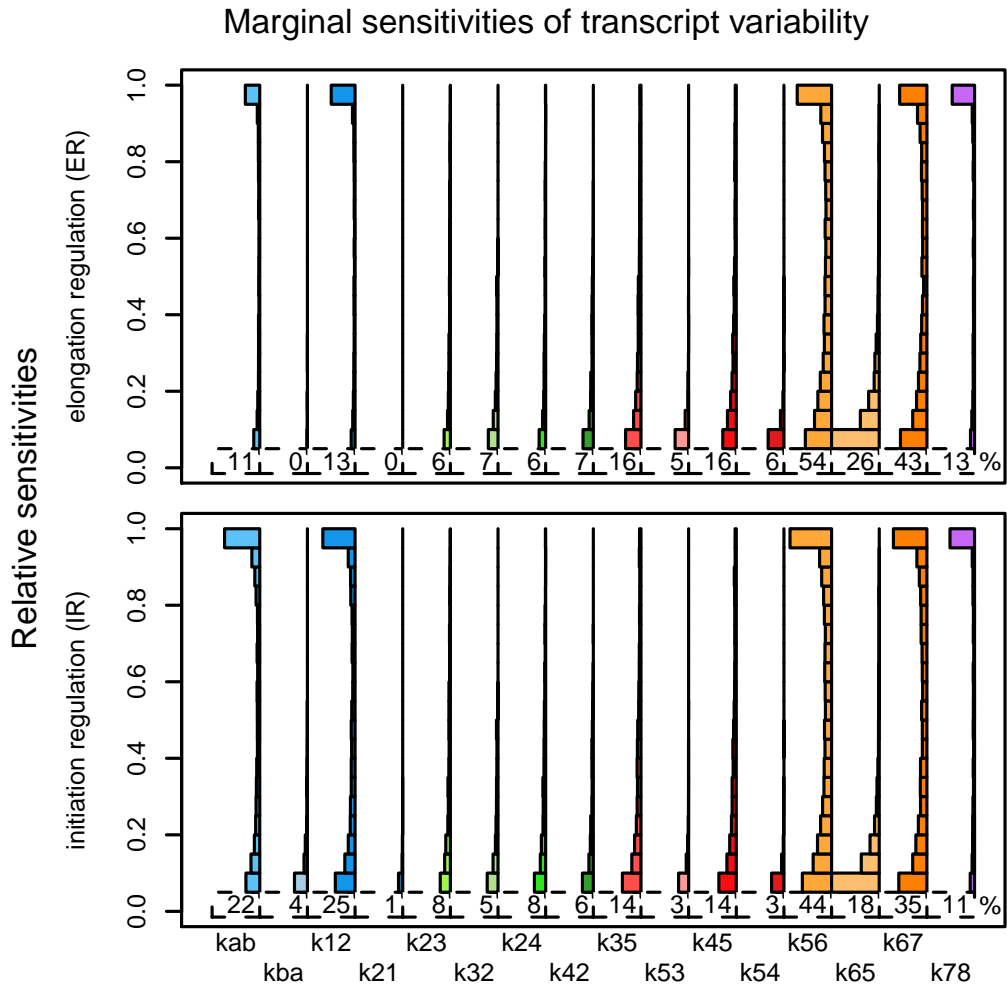 Marginal sensitivities of transcript variability
Relative sensitivities
elongation regulation (ER)
1.0
0.8
0.6
0.4
0.2
0.0
11 0 13 0 6 7 6 7 16 5 16 6 54 26 43 13 %
initiation regulation (IR)
1.0
0.8
0.6
0.4
0.2
0.0
22 4 25 1 8 5 8 6 14 3 14 3 44 18 35 11 %
kab k12 k23 k24 k35 k45 k56 k67
kba k21 k32 k42 k53 k54 k65 k78